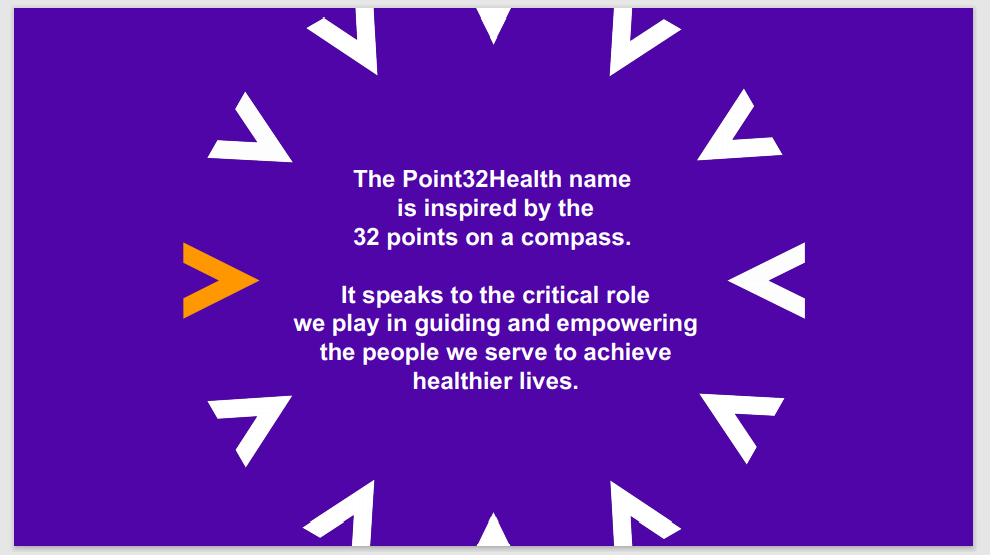 The Point32Health name
is inspired by the
32 points on a compass.
It speaks to the critical role
we play in guiding and empowering
the people we serve to achieve
healthier lives.